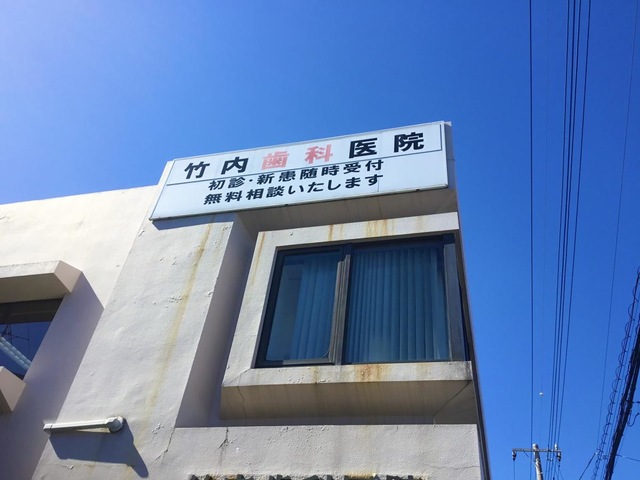 竹内歯科医院
初診・新患随時受付
無料相談いたします